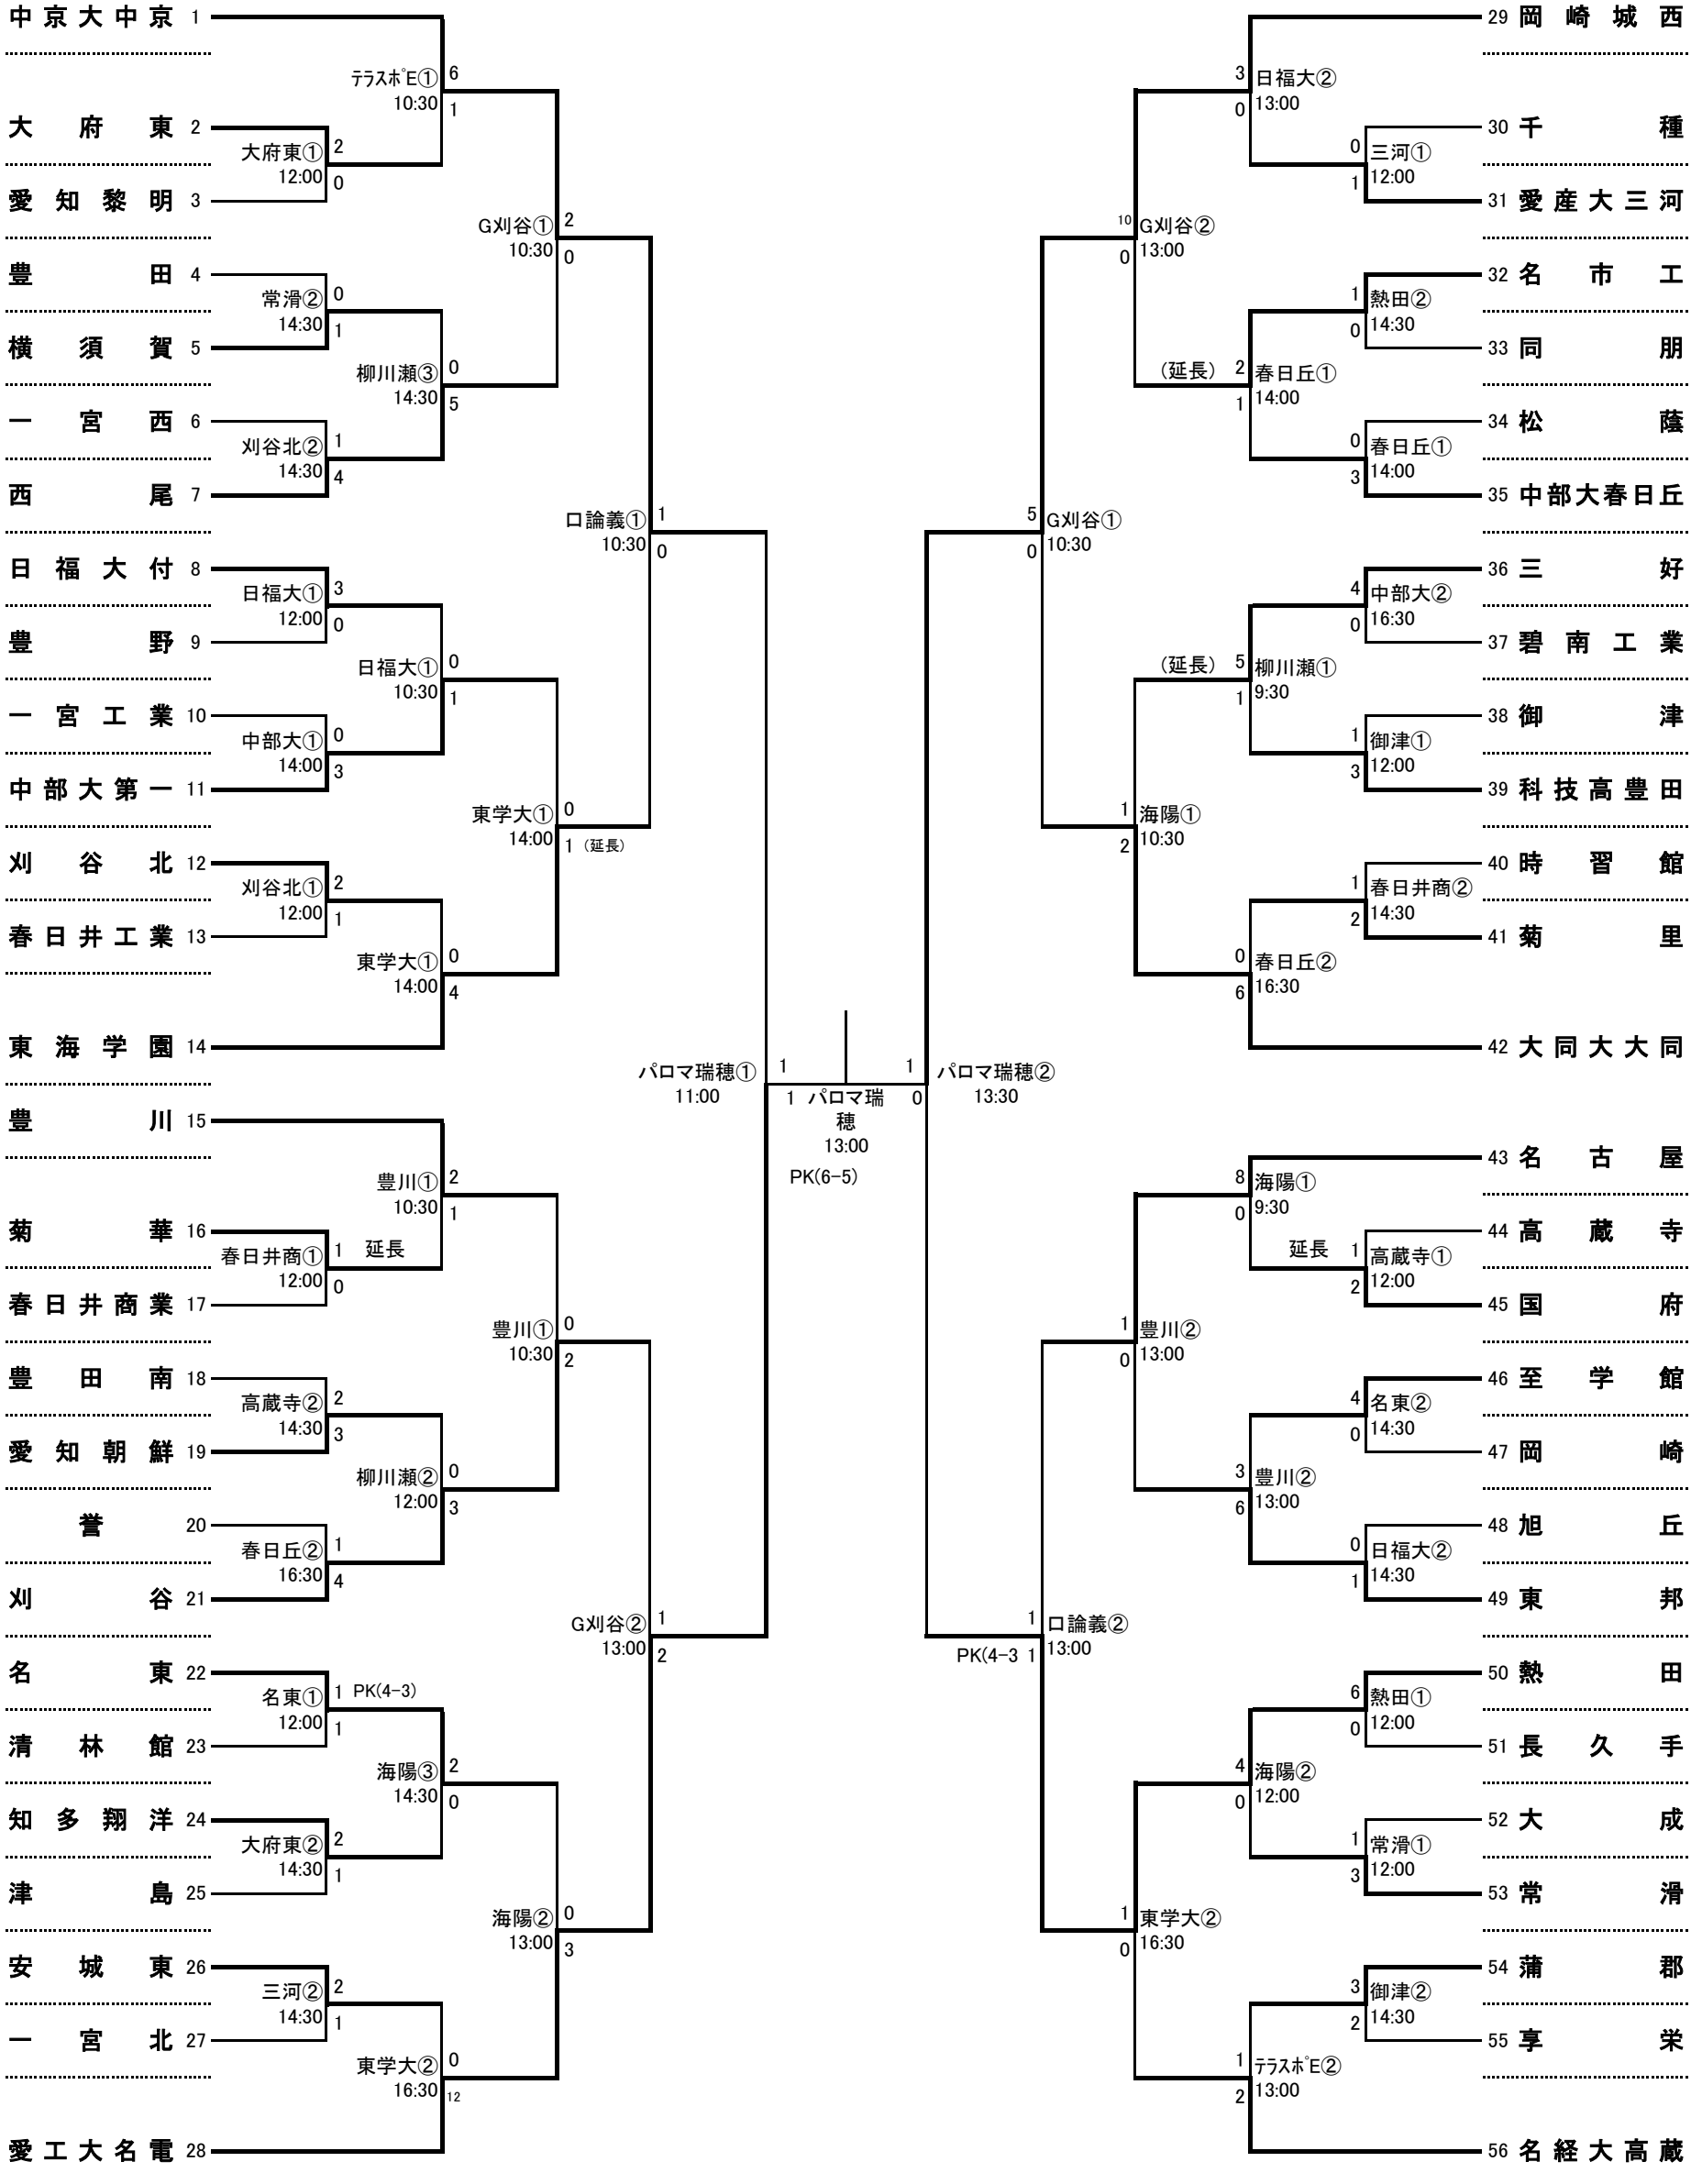 中京大中京 1
テラスポE① 6
10:30 1
大府東 2
大府東① 2
12:00 0
愛知黎明 3
G刈谷① 2
10:30 0
豊田 4
常滑② 0
14:30 1
横須賀 5
柳川瀬③ 0
14:30 5
一宮西 6
刈谷北② 1
14:30 4
西尾 7
口論義① 1
10:30 0
日福大付 8
日福大① 3
12:00 0
豊野 9
日福大① 0
10:30 1
一宮工業 10
中部大① 0
14:00 3
中部大第一 11
東学大① 0
14:00 1 (延長)
刈谷北 12
刈谷北① 2
12:00 1
春日井工業 13
東学大① 0
14:00 4
東海学園 14
パロマ瑞穂① 1
11:00 1
豊川 15
豊川① 2
10:30 1
菊華 16
春日井商① 1 延長
12:00 0
春日井商業 17
豊川① 0
10:30 2
豊田南 18
高蔵寺② 2
14:30 3
愛知朝鮮 19
柳川瀬② 0
12:00 3
誉 20
春日丘② 1
16:30 4
刈谷 21
G刈谷② 1
13:00 2
名東 22
名東① 1 PK(4-3)
12:00 1
清林館 23
海陽③ 2
14:30 0
知多翔洋 24
大府東② 2
14:30 1
津島 25
海陽② 0
13:00 3
安城東 26
三河② 2
14:30 1
一宮北 27
東学大② 0
16:30 12
愛工大名電 28
パロマ瑞
穂
13:00
PK(6-5)
29 岡崎城西
3 日福大②
0 13:00
30 千種
0 三河①
1 12:00
31 愛産大三河
10 G刈谷②
0 13:00
32 名市工
1 熱田②
0 14:30
33 同朋
(延長) 2 春日丘①
1 14:00
34 松蔭
0 春日丘①
3 14:00
35 中部大春日丘
5 G刈谷①
0 10:30
36 三好
4 中部大②
0 16:30
37 碧南工業
(延長) 5 柳川瀬①
1 9:30
38 御津
1 御津①
3 12:00
39 科技高豊田
1 海陽①
2 10:30
40 時習館
1 春日井商②
2 14:30
41 菊里
0 春日丘②
6 16:30
42 大同大大同
1 パロマ瑞穂②
0 13:30
43 名古屋
8 海陽①
0 9:30
44 高蔵寺
延長 1 高蔵寺①
2 12:00
45 国府
1 豊川②
0 13:00
46 至学館
4 名東②
0 14:30
47 岡崎
3 豊川②
6 13:00
48 旭丘
0 日福大②
1 14:30
49 東邦
1 口論義②
PK(4-3 1 13:00
50 熱田
6 熱田①
0 12:00
51 長久手
4 海陽②
0 12:00
52 大成
1 常滑①
3 12:00
53 常滑
1 東学大②
0 16:30
54 蒲郡
3 御津②
2 14:30
55 享栄
1 テラスポE②
2 13:00
56 名経大高蔵